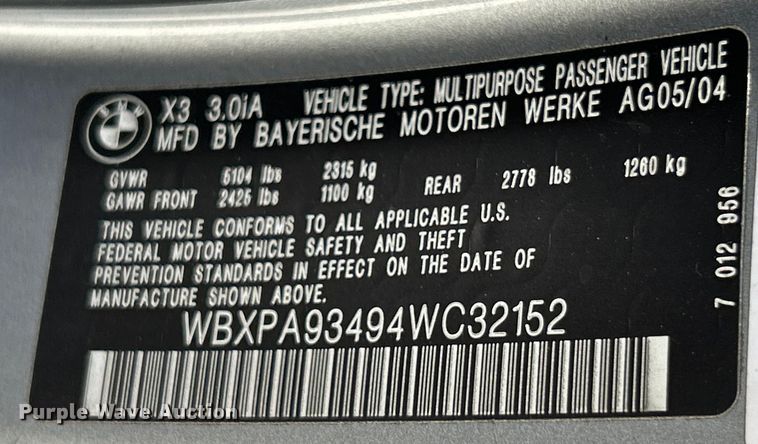 BMW
X3 3.0iA VEHICLE TYPE: MULTIPURPOSE PASSENGER VEHICLE
MFD BY BAYERISCHE MOTOREN WERKE AG05/04
GVWR 5104 lbs 2315 kg
GAWR FRONT 2425 lbs 1100 kg REAR 2778 lbs 1260 kg
THIS VEHICLE CONFORMS TO ALL APPLICABLE U.S.
FEDERAL MOTOR VEHICLE SAFETY AND THEFT
PREVENTION STANDARDS IN EFFECT ON THE DATE OF
MANUFACTURE SHOWN ABOVE.
WBXPA93494WC32152
7 012 956
Purple Wave Auction